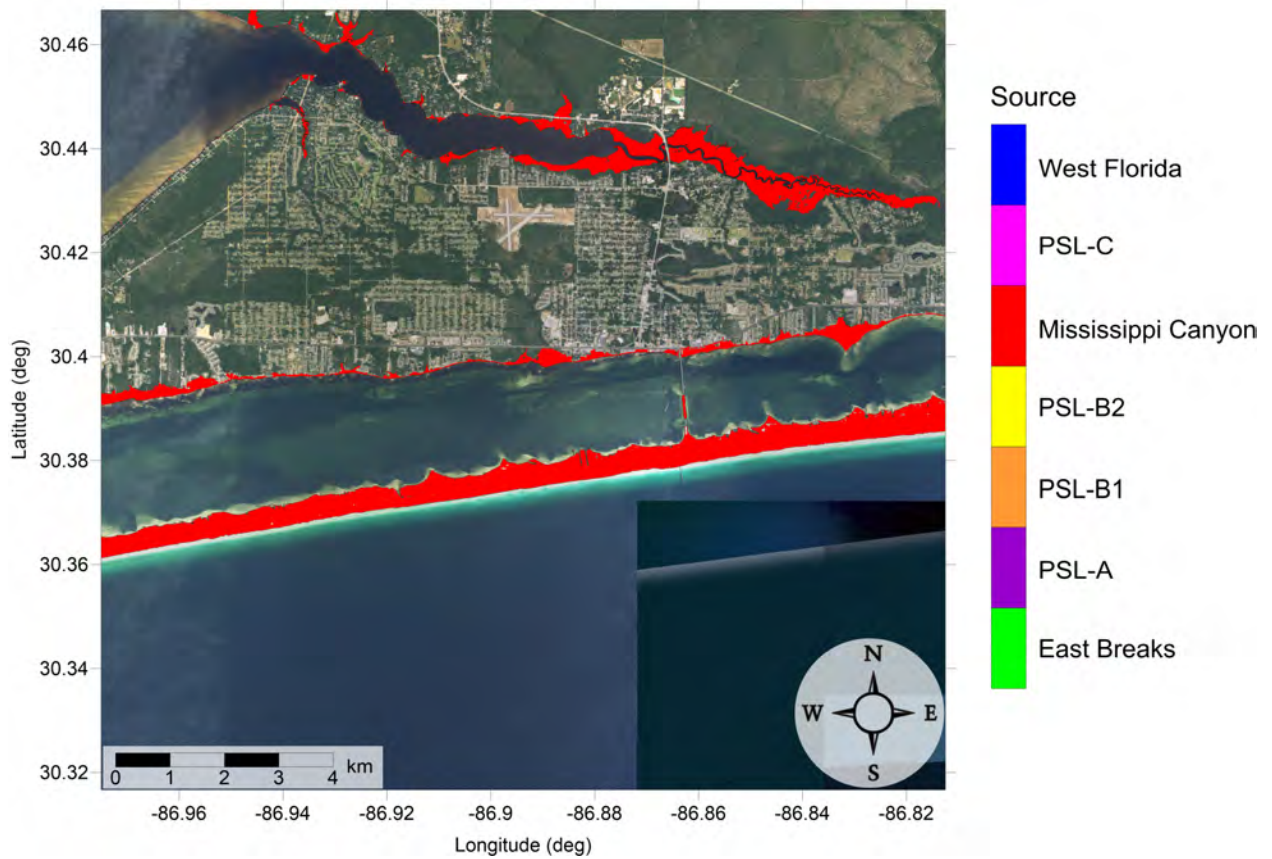 30.46
30.44
30.42
30.4
30.38
30.36
30.34
30.32
Latitude (deg)
-86.96
-86.94
-86.92
-86.9
-86.88
-86.86
-86.84
-86.82
Longitude (deg)
0 1 2 3 4 km
N
W E
S
Source
West Florida
PSL-C
Mississippi Canyon
PSL-B2
PSL-B1
PSL-A
East Breaks